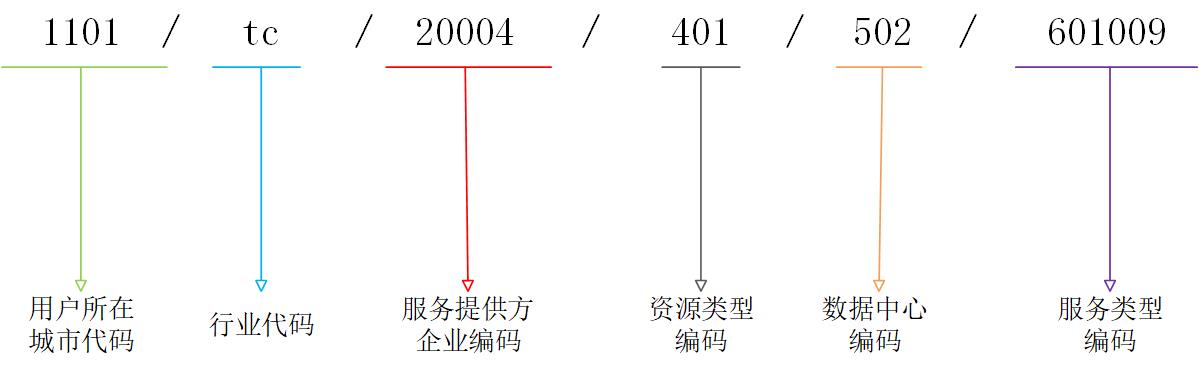 1101 / tc / 20004 / 401 / 502 / 601009
用户所在
城市代码
行业代码
服务提供方
企业编码
资源类型
编码
数据中心
编码
服务类型
编码